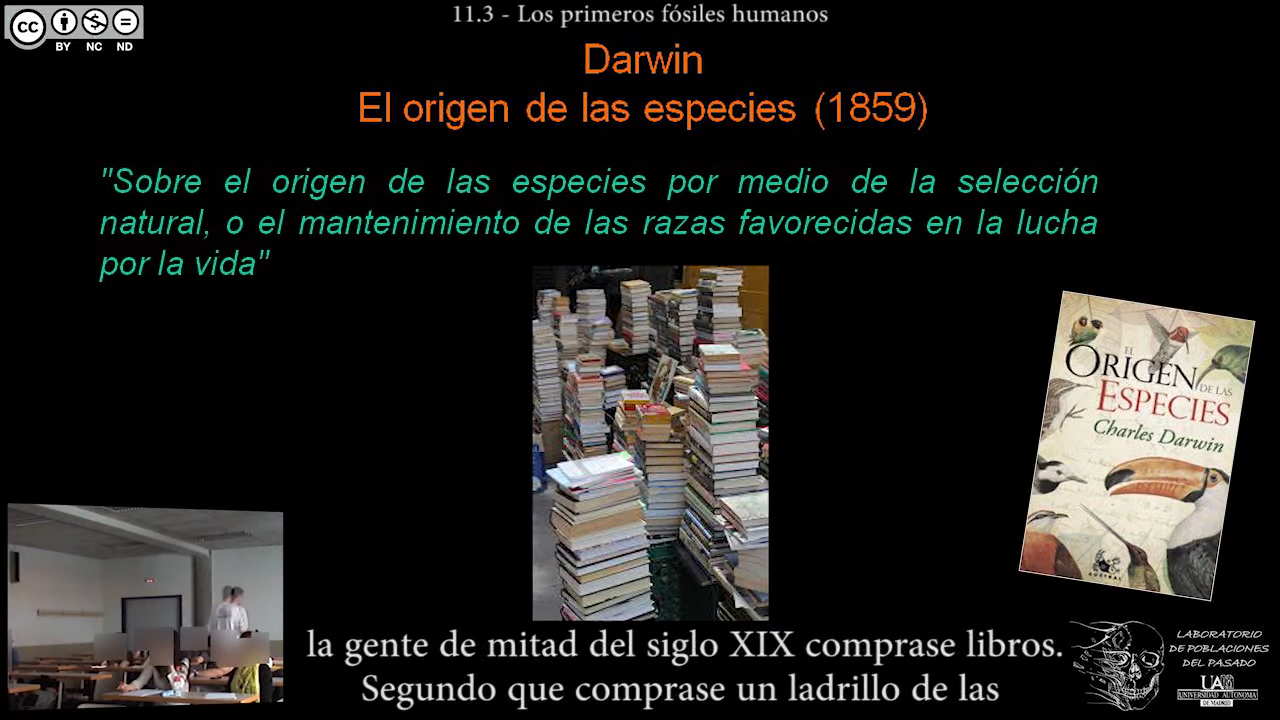 11.3 - Los primeros fósiles humanos
cc
BY NC ND
Darwin
El origen de las especies (1859)
"Sobre el origen de las especies por medio de la selección
natural, o el mantenimiento de las razas favorecidas en la lucha
por la vida"
EL
ORIGEN DE LAS
ESPECIES
Charles Darwin
AUSTRAL
la gente de mitad del siglo XIX comprase libros.
Segundo que comprase un ladrillo de las
LABORATORIO
DE POBLACIONES
DEL PASADO
UAM
UNIVERSIDAD AUTONOMA
DE MADRID